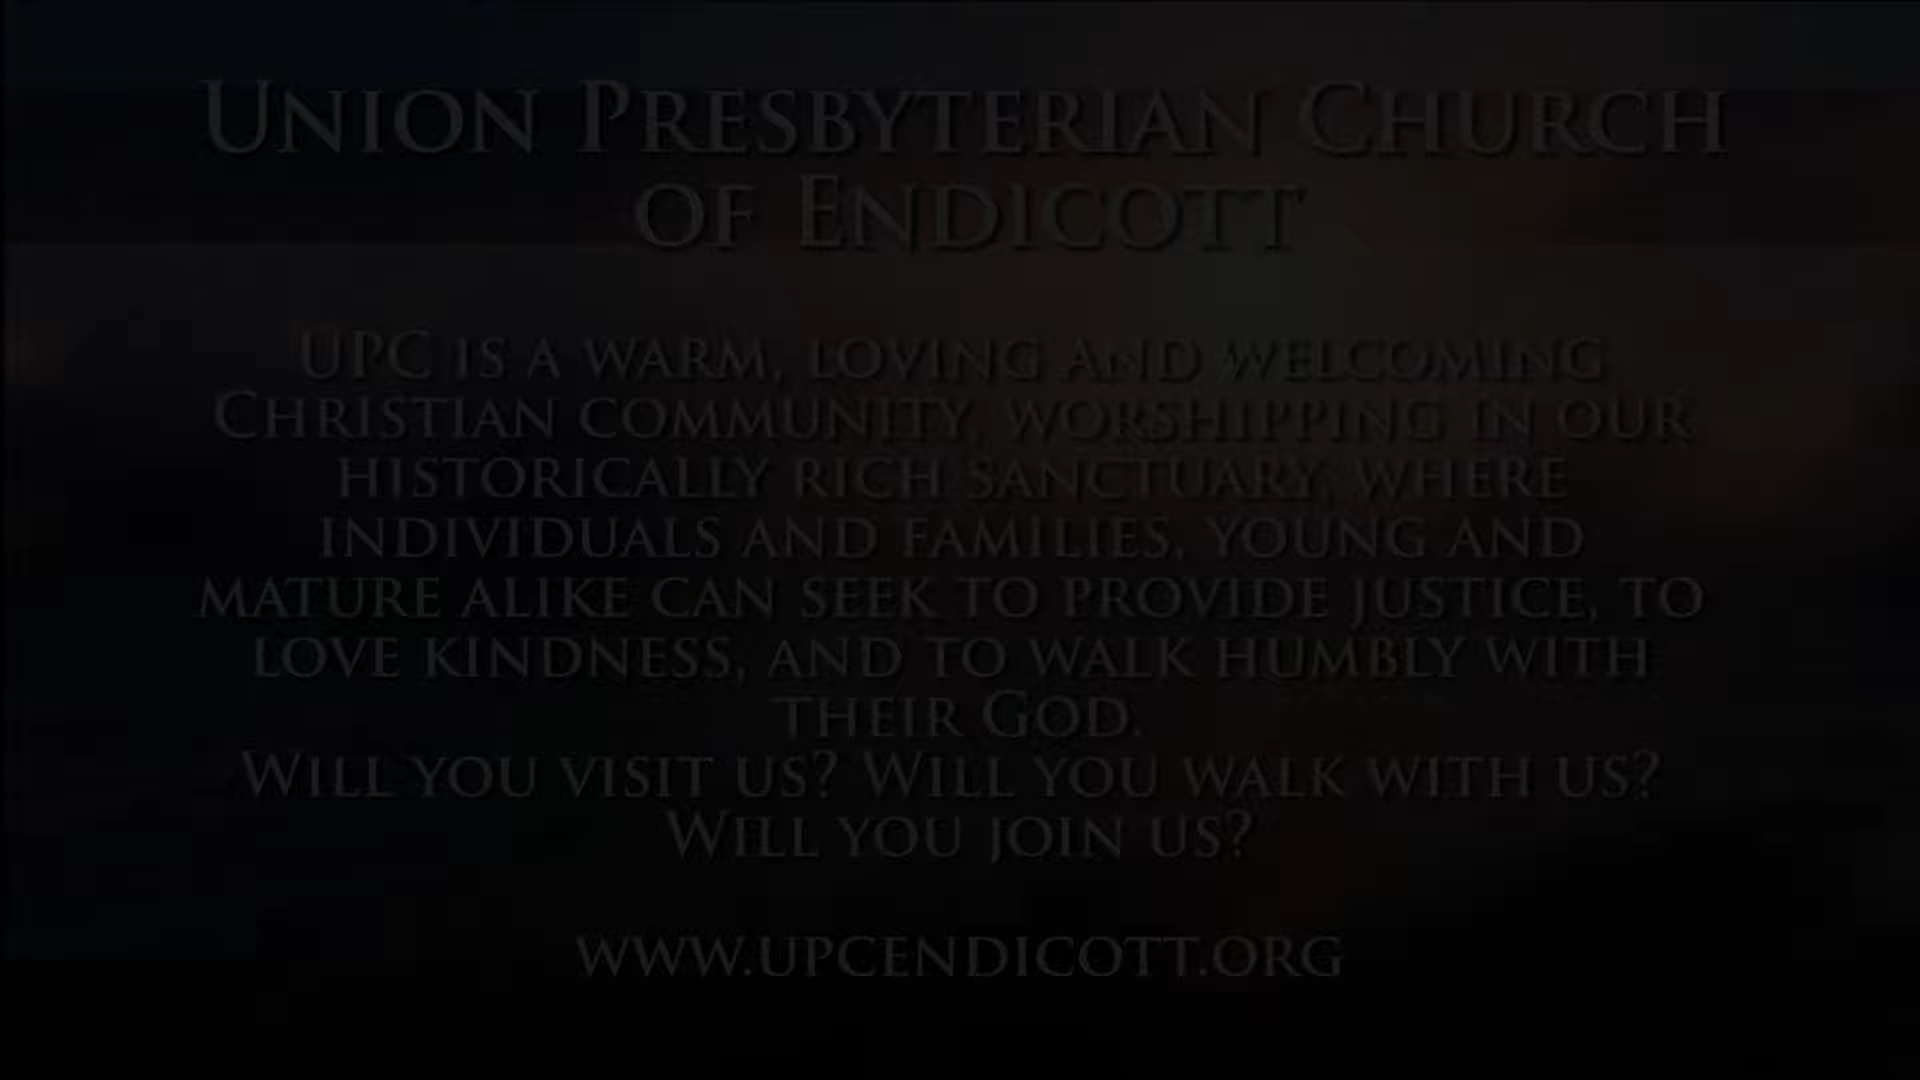 Union Presbyterian Church
of Endicott
UPC is a warm, loving and welcoming
Christian community, worshipping in our
historically rich sanctuary, where
individuals and families, young and
mature alike can seek to provide justice, to
love kindness, and to walk humbly with
their God.
Will you visit us? Will you walk with us?
Will you join us?
www.upcendicott.org